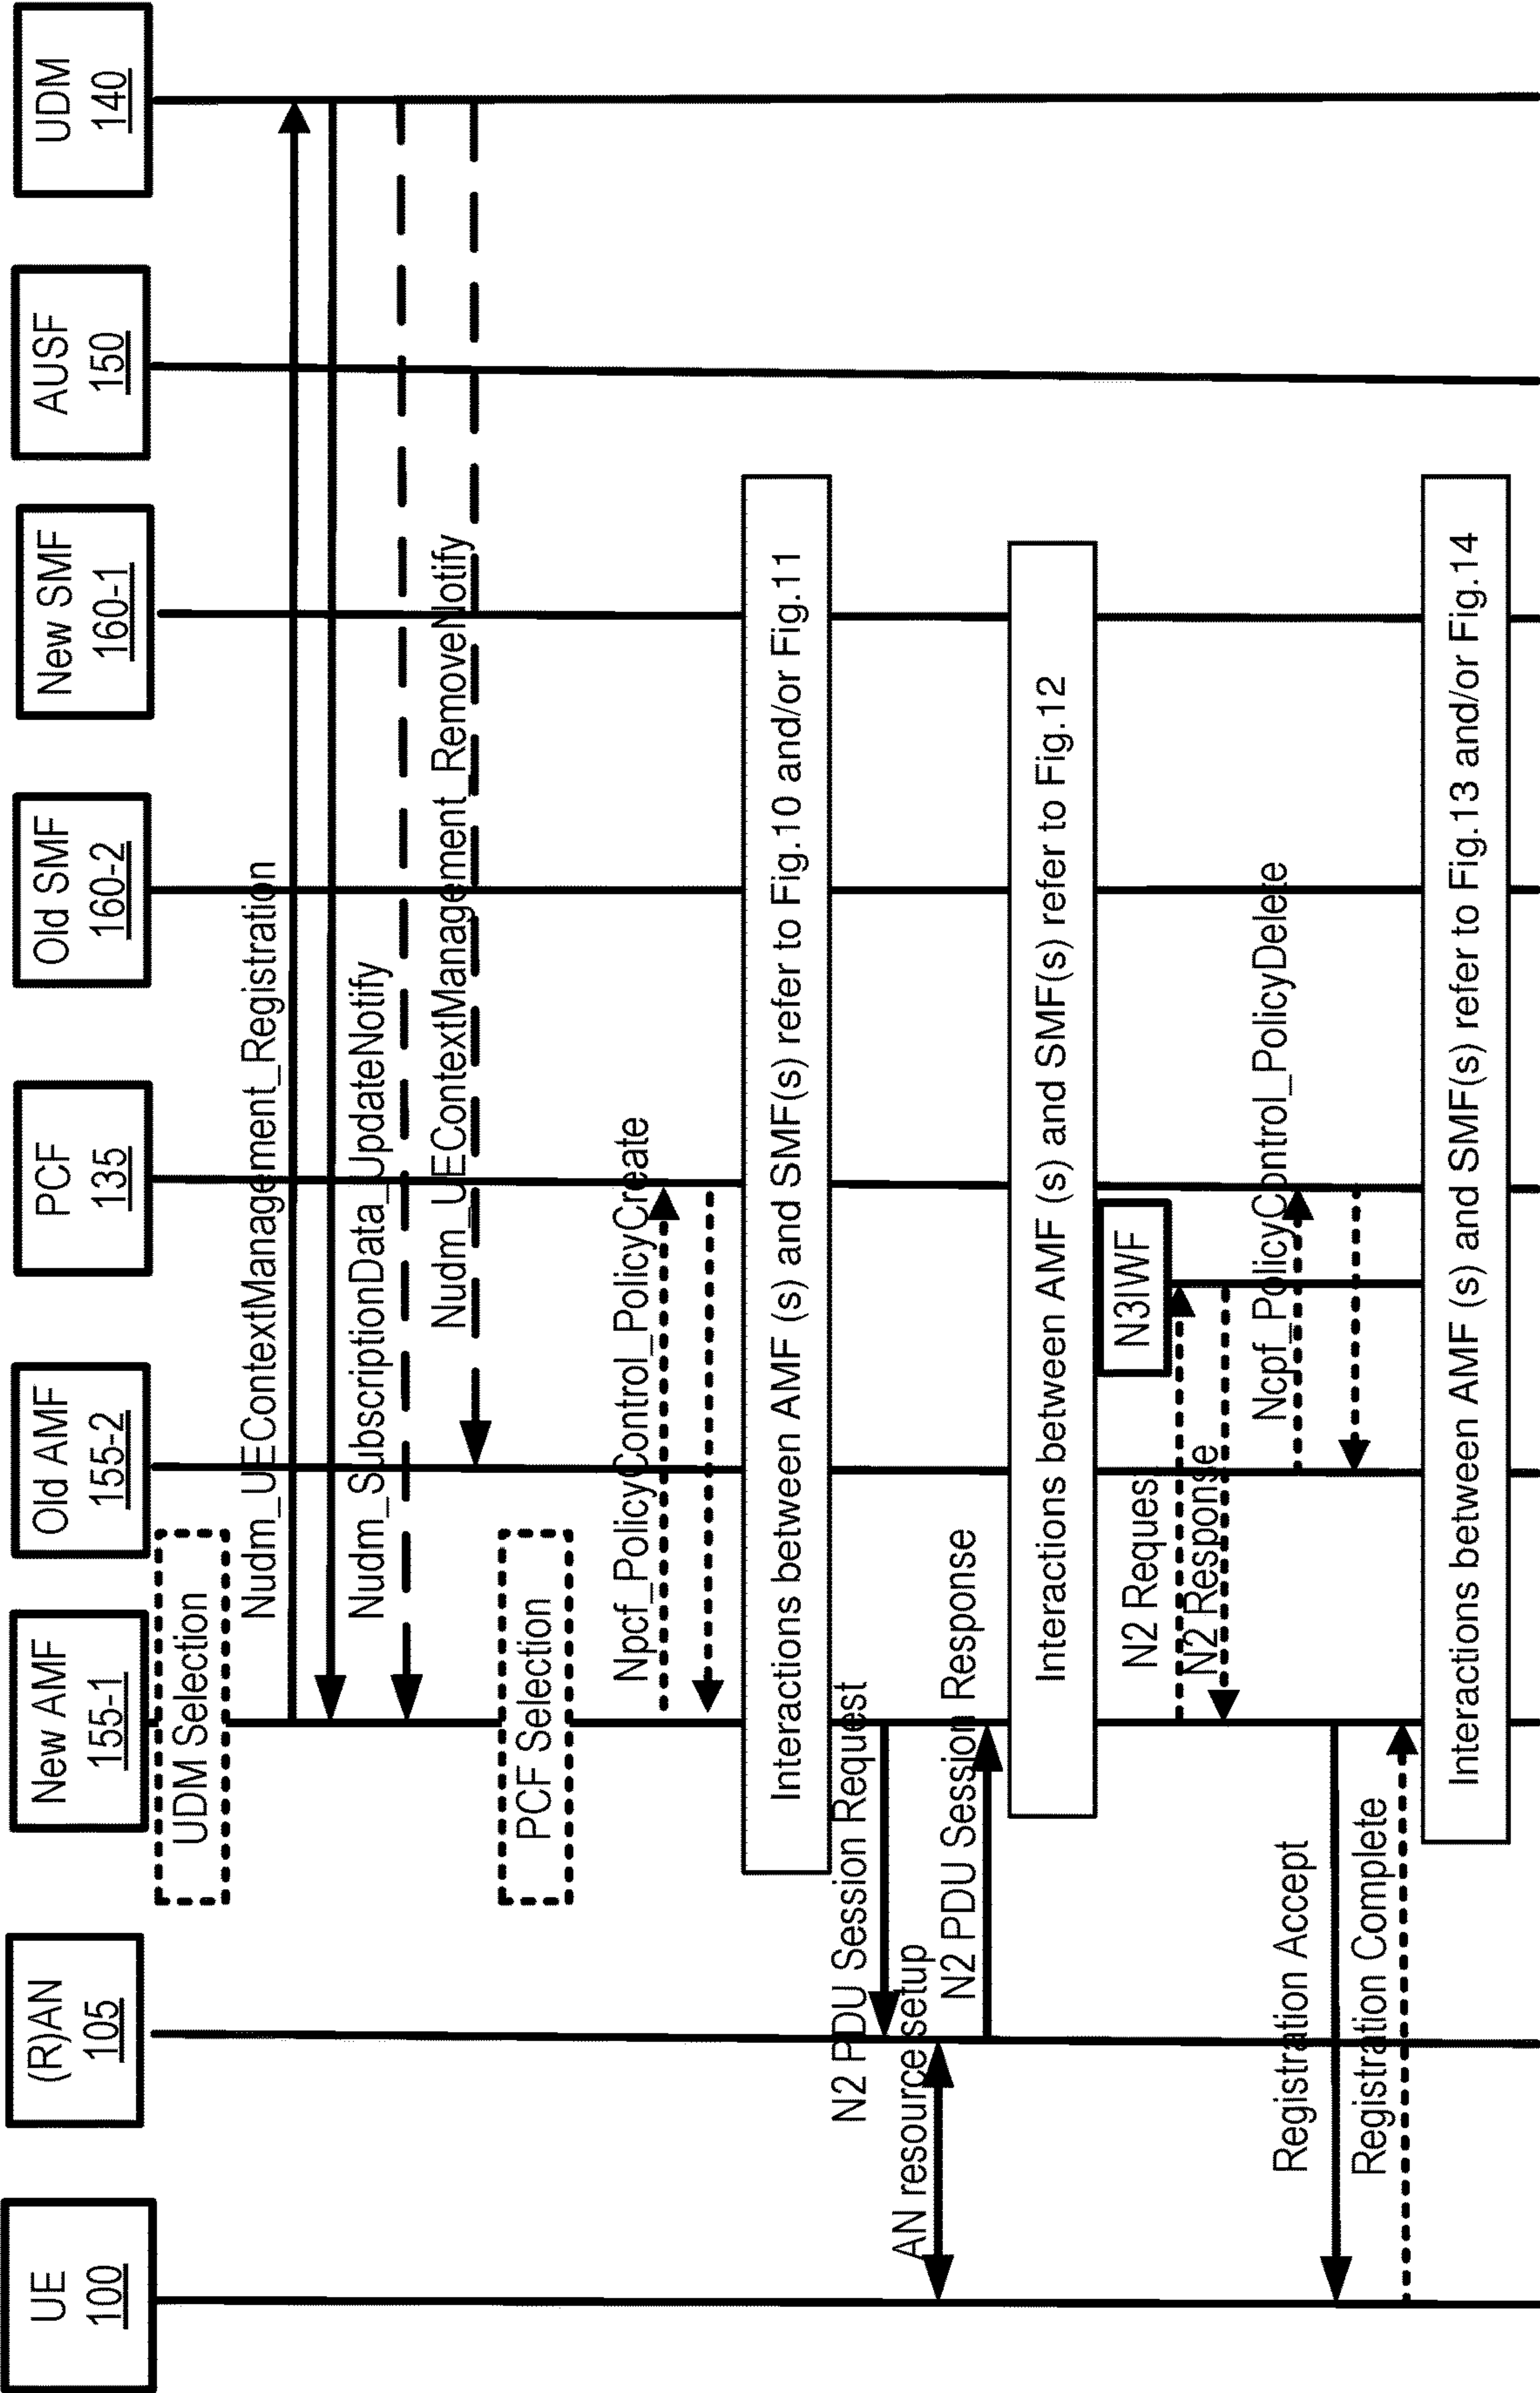 UE
100
(R)AN
105
New AMF
155-1
Old AMF
155-2
PCF
135
Old SMF
160-2
New SMF
160-1
AUSF
150
UDM
140
UDM Selection
Nudm_UEContextManagement_Registration
Nudm_SubscriptionData_UpdateNotify
Nudm_UEContextManagement_RemoveNotify
PCF Selection
Npcf_PolicyControl_PolicyCreate
Interactions between AMF (s) and SMF(s) refer to Fig.10 and/or Fig.11
N2 PDU Session Request
AN resource setup
N2 PDU Session Response
Interactions between AMF (s) and SMF(s) refer to Fig.12
N3IWF
N2 Request
N2 Response
Ncpf_PolicyControl_PolicyDelete
Registration Accept
Registration Complete
Interactions between AMF (s) and SMF(s) refer to Fig.13 and/or Fig.14